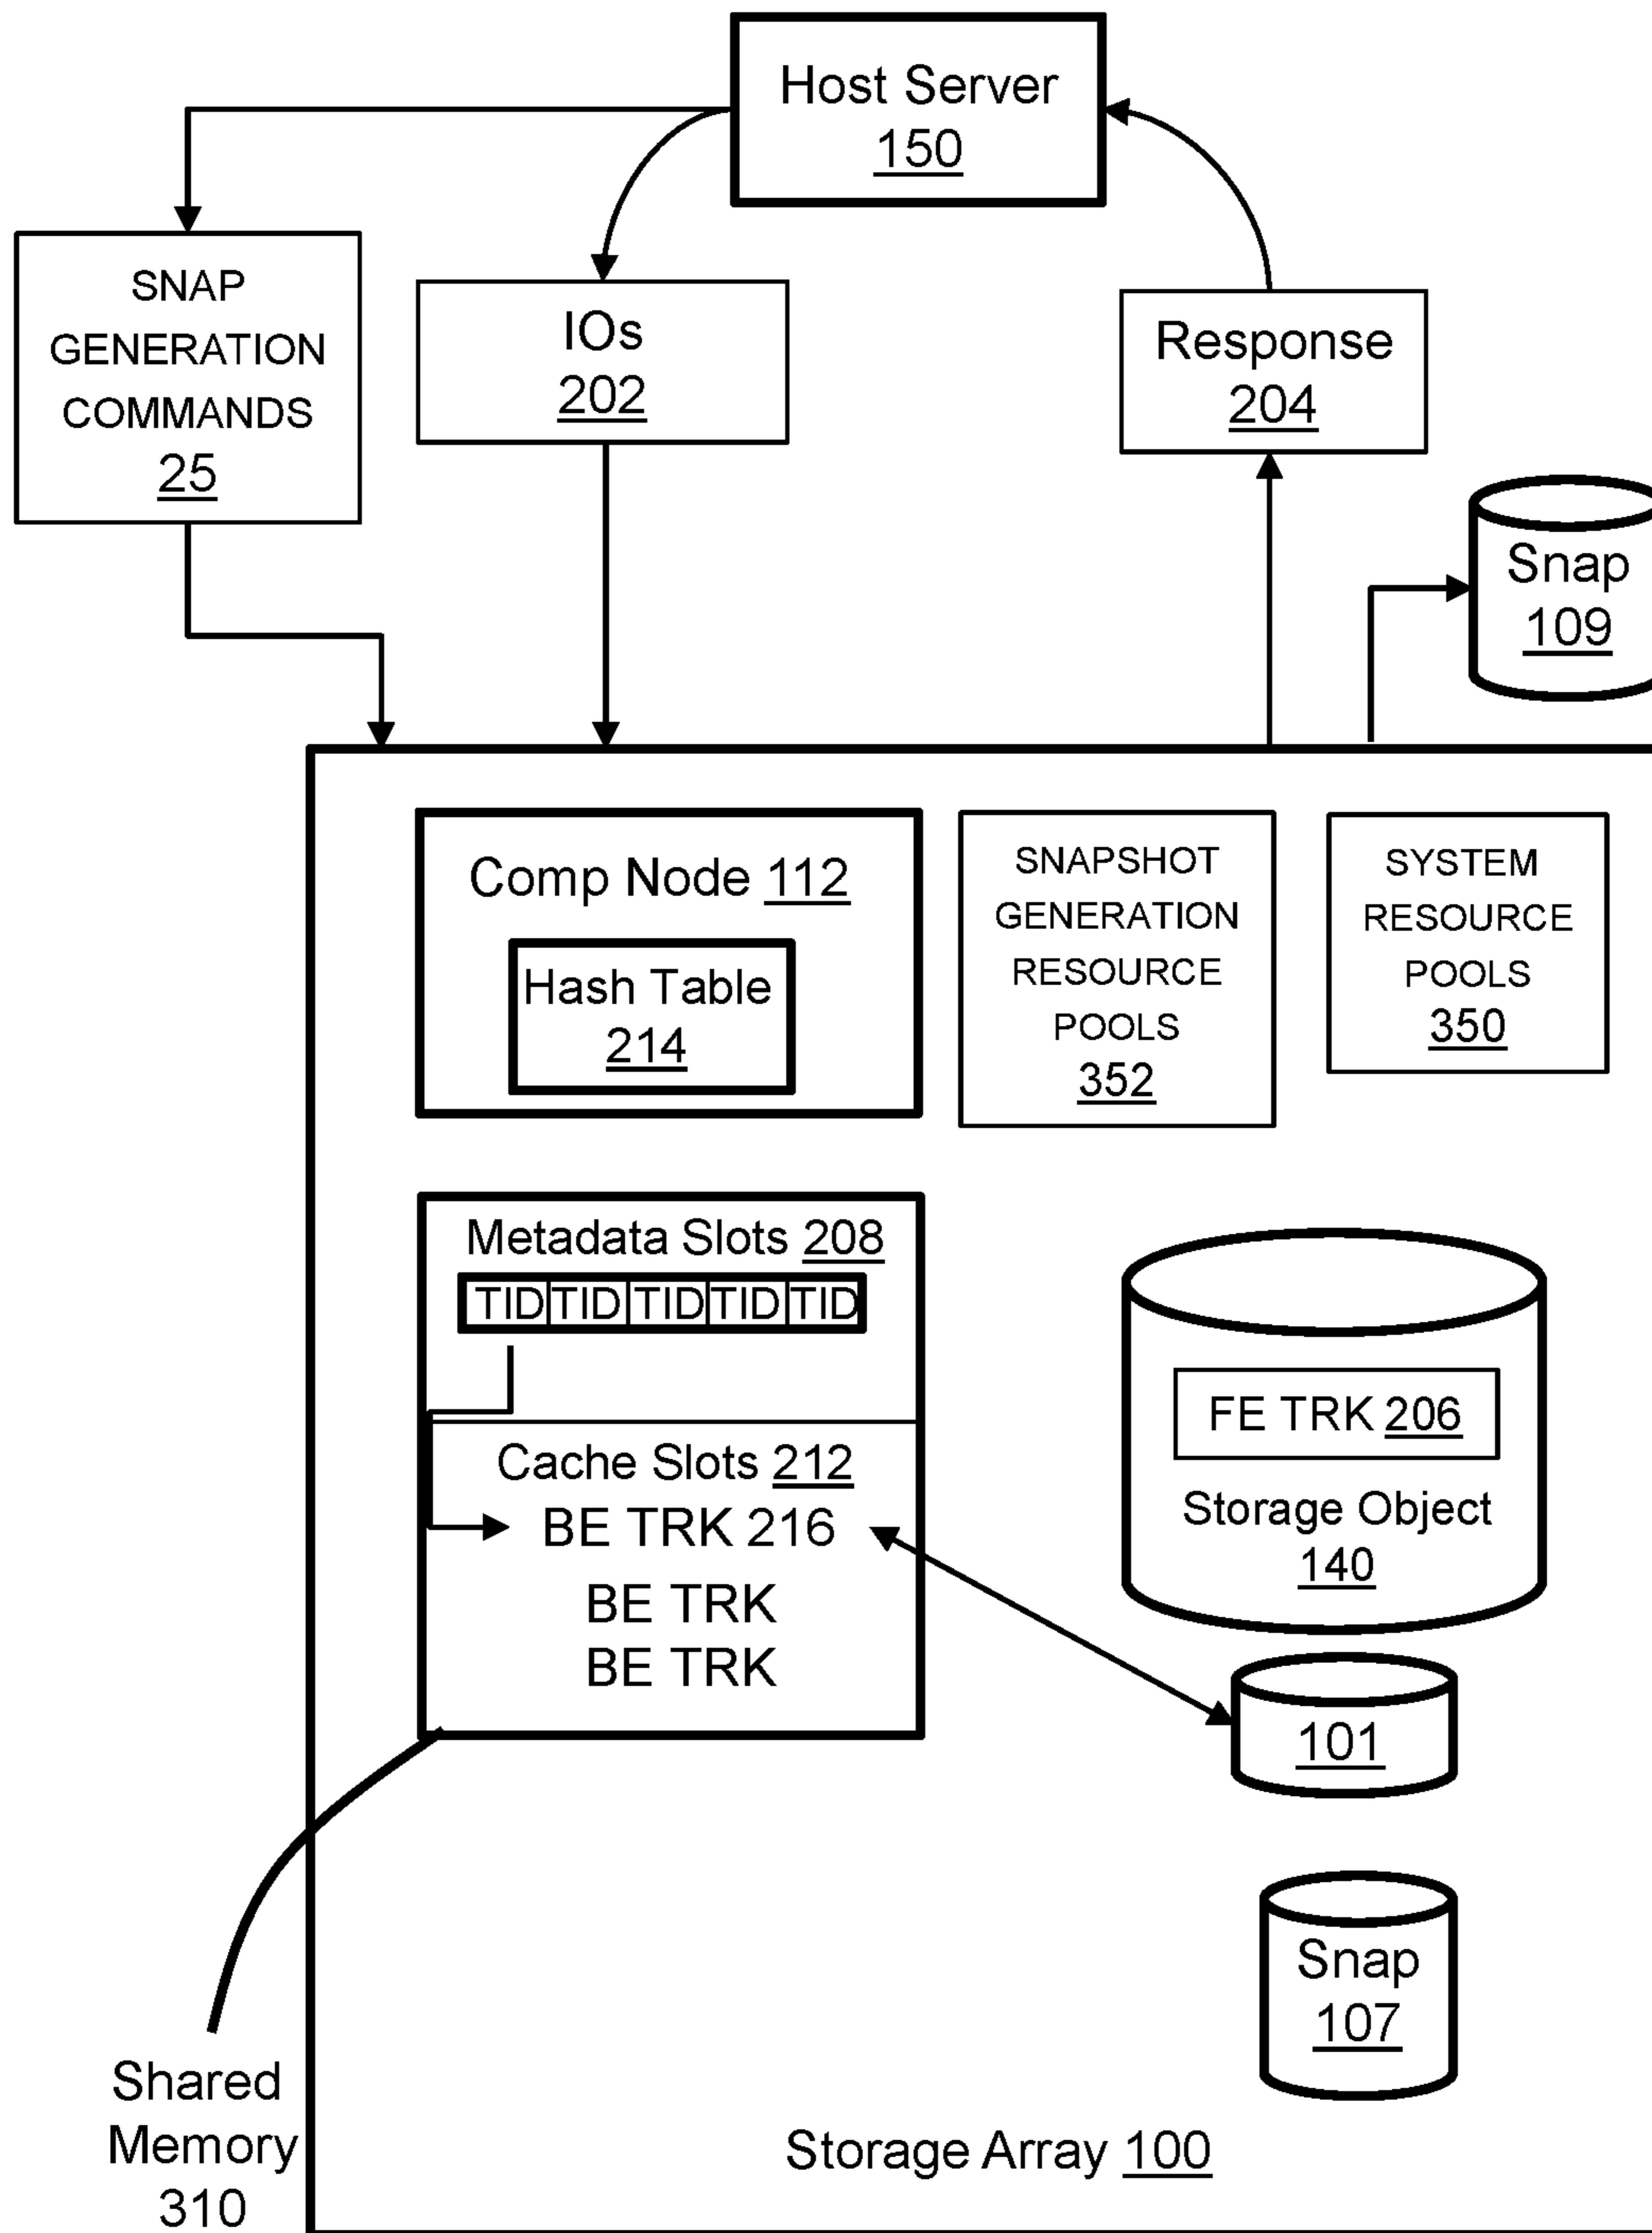 Host Server
150
SNAP
GENERATION
COMMANDS
25
IOs
202
Response
204
Snap
109
Comp Node 112
Hash Table
214
SNAPSHOT
GENERATION
RESOURCE
POOLS
352
SYSTEM
RESOURCE
POOLS
350
Metadata Slots 208
TID TID TID TID TID
Cache Slots 212
BE TRK 216
BE TRK
BE TRK
FE TRK 206
Storage Object
140
101
Snap
107
Shared
Memory
310
Storage Array 100